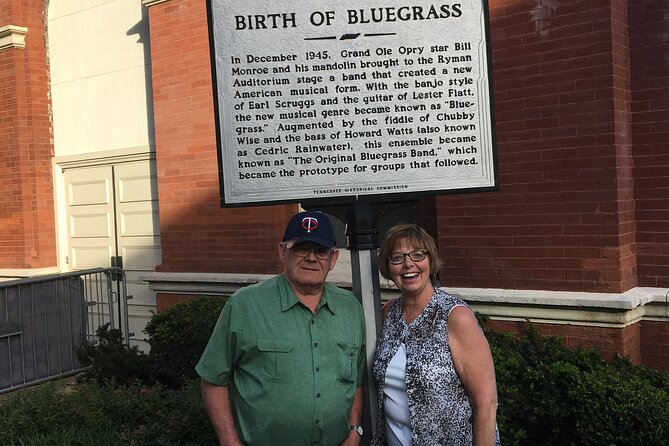 BIRTH OF BLUEGRASS
In December 1945, Grand Ole Opry star Bill
Monroe and his mandolin brought to the Ryman
Auditorium stage a band that created a new
American musical form. With the banjo style
of Earl Scruggs and the guitar of Lester Flatt,
the new musical genre became known as "Blue-
grass." Augmented by the fiddle of Chubby
Wise and the bass of Howard Watts (also known
as Cedric Rainwater), this ensemble became
known as "The Original Bluegrass Band," which
became the prototype for groups that followed.
TENNESSEE HISTORICAL COMMISSION
TC